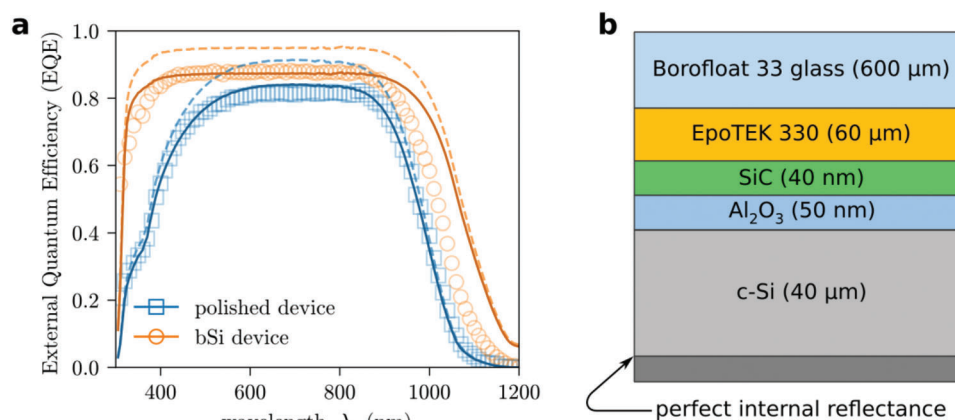 a
External Quantum Efficiency (EQE)
1.0
0.8
0.6
0.4
0.2
0.0
400
600
800
1000
1200
polished device
bSi device
wavelength, λ (nm)
b
Borofloat 33 glass (600 μm)
EpoTEK 330 (60 μm)
SiC (40 nm)
Al₂O₃ (50 nm)
c-Si (40 μm)
perfect internal reflectance